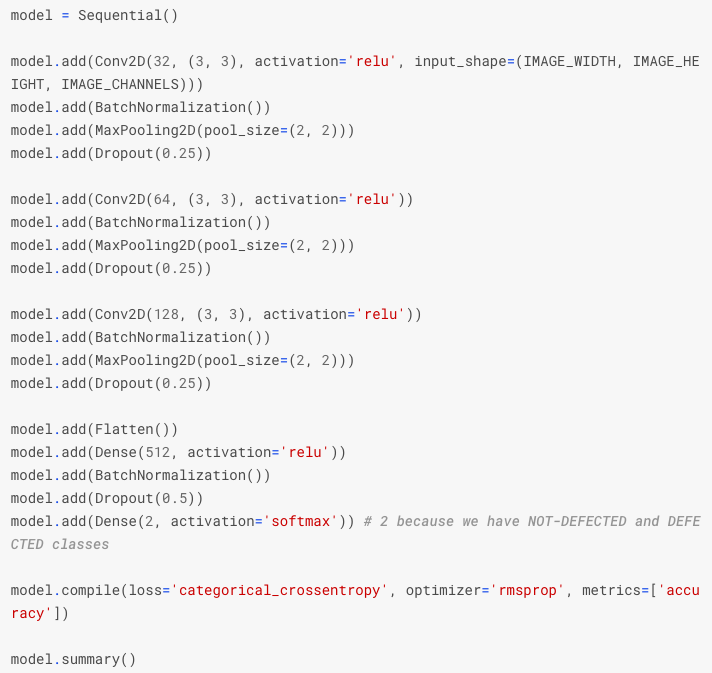 model = Sequential()
model.add(Conv2D(32, (3, 3), activation='relu', input_shape=(IMAGE_WIDTH, IMAGE_HE
IGHT, IMAGE_CHANNELS)))
model.add(BatchNormalization())
model.add(MaxPooling2D(pool_size=(2, 2)))
model.add(Dropout(0.25))
model.add(Conv2D(64, (3, 3), activation='relu'))
model.add(BatchNormalization())
model.add(MaxPooling2D(pool_size=(2, 2)))
model.add(Dropout(0.25))
model.add(Conv2D(128, (3, 3), activation='relu'))
model.add(BatchNormalization())
model.add(MaxPooling2D(pool_size=(2, 2)))
model.add(Dropout(0.25))
model.add(Flatten())
model.add(Dense(512, activation='relu'))
model.add(BatchNormalization())
model.add(Dropout(0.5))
model.add(Dense(2, activation='softmax')) # 2 because we have NOT-DEFECTED and DEFE
CTED classes
model.compile(loss='categorical_crossentropy', optimizer='rmsprop', metrics=['accu
racy'])
model.summary()